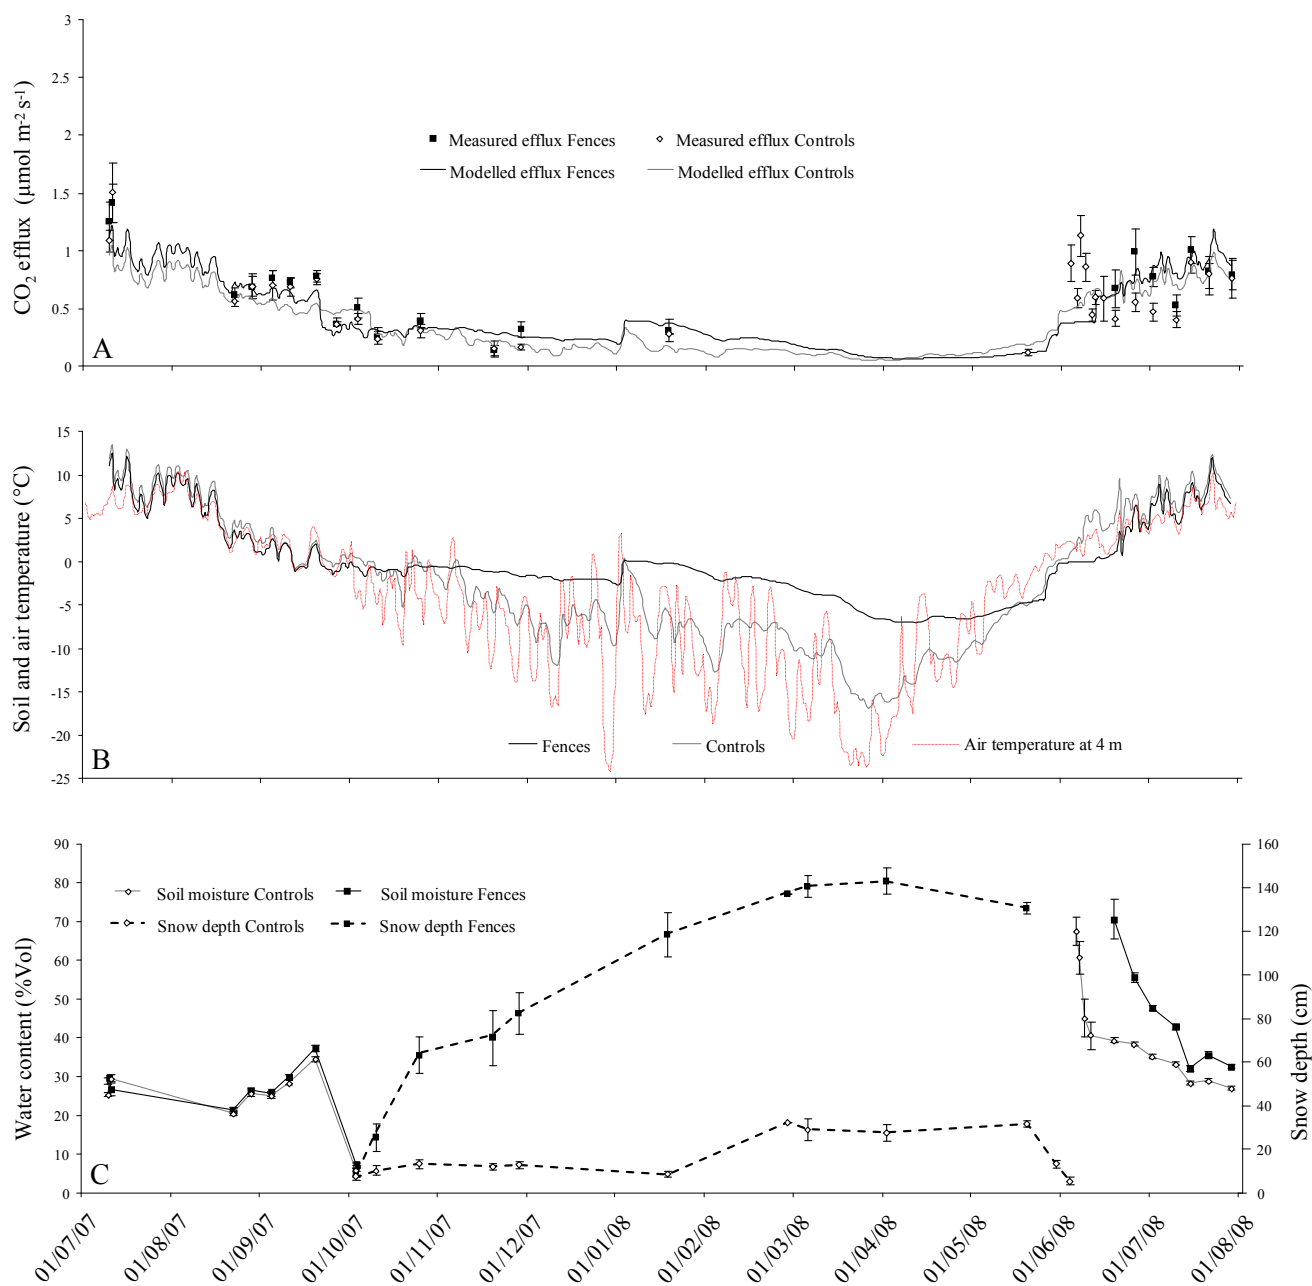 3
2.5
2
1.5
1
0.5
0
CO2 efflux (µmol m-2 s-1)
Measured efflux Fences
Measured efflux Controls
Modelled efflux Fences
Modelled efflux Controls
A
15
10
5
0
-5
-10
-15
-20
-25
Soil and air temperature (°C)
Fences
Controls
Air temperature at 4 m
B
90
80
70
60
50
40
30
20
10
0
Water content (%Vol)
Soil moisture Controls
Soil moisture Fences
Snow depth Controls
Snow depth Fences
C
160
140
120
100
80
60
40
20
0
Snow depth (cm)
01/07/07
01/08/07
01/09/07
01/10/07
01/11/07
01/12/07
01/01/08
01/02/08
01/03/08
01/04/08
01/05/08
01/06/08
01/07/08
01/08/08